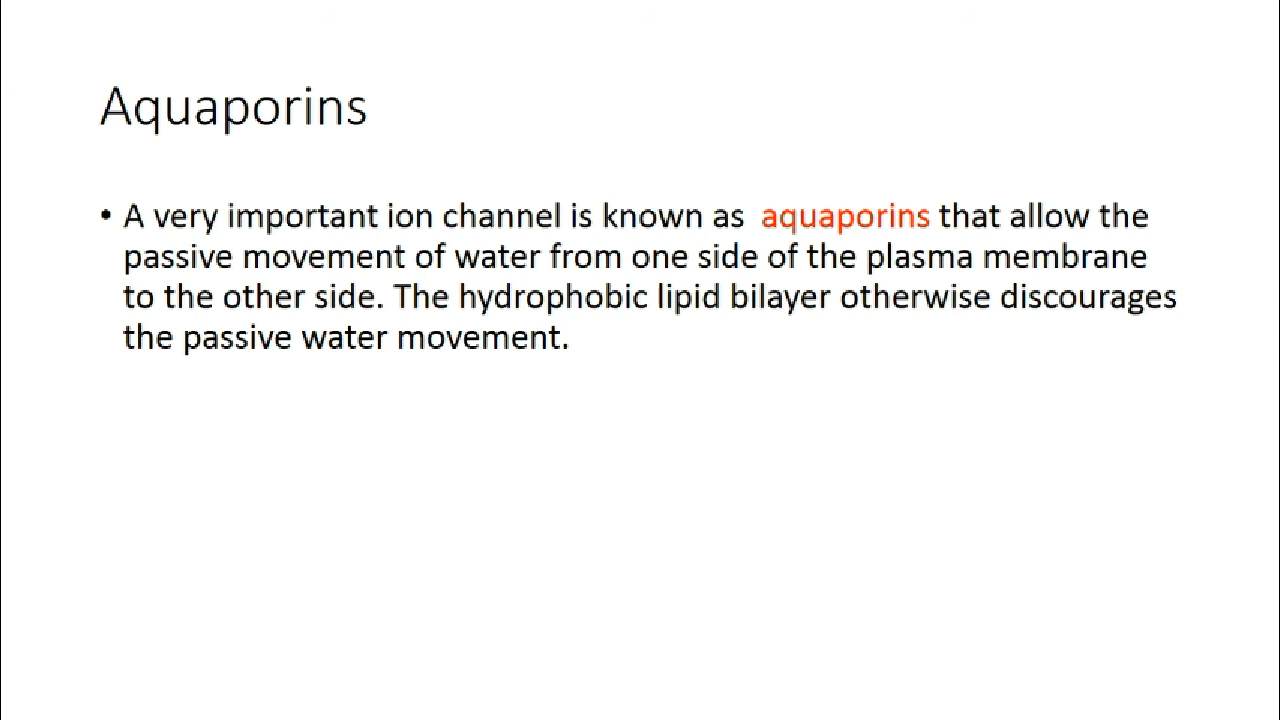 Aquaporins
• A very important ion channel is known as  aquaporins that allow the
passive movement of water from one side of the plasma membrane
to the other side. The hydrophobic lipid bilayer otherwise discourages
the passive water movement.